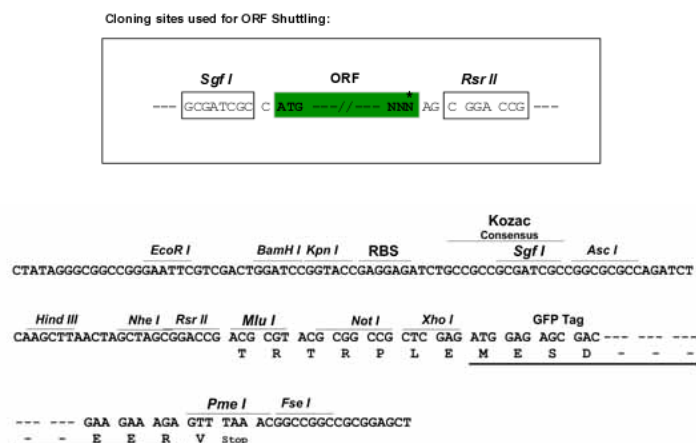 Cloning sites used for ORF Shuttling:
Sgf I ORF Rsr II
--- GCGATCGC C ATG ---//--- NNN* AG C GGA CCG ---
Kozac
Consensus
EcoR I BamH I Kpn I RBS Sgf I Asc I
CTATAGGGCGGCCGGGAATTCGTCGACTGGATCCGGTACCGAGGAGATCTGCCGCCGCGATCGCCGGCGCGCCAGATCT
Hind III Nhe I Rsr II Mlu I Not I Xho I GFP Tag
CAAGCTTAACTAGCTAGCGGACCG ACG CGT ACG CGG CCG CTC GAG ATG GAG AGC GAC --- --- ---
T R T R P L E M E S D - - -
Pme I Fse I
--- --- GAA GAA AGA GTT TAA ACGGCCGGCCGCGGAGCT
- - E E R V Stop